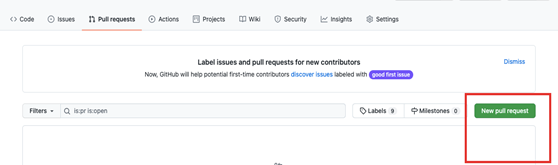 Code Issues Pull requests Actions Projects Wiki Security Insights Settings
Label issues and pull requests for new contributors Dismiss
Now, GitHub will help potential first-time contributors discover issues labeled with good first issue
Filters is:pr is:open Labels 9 Milestones 0 New pull request